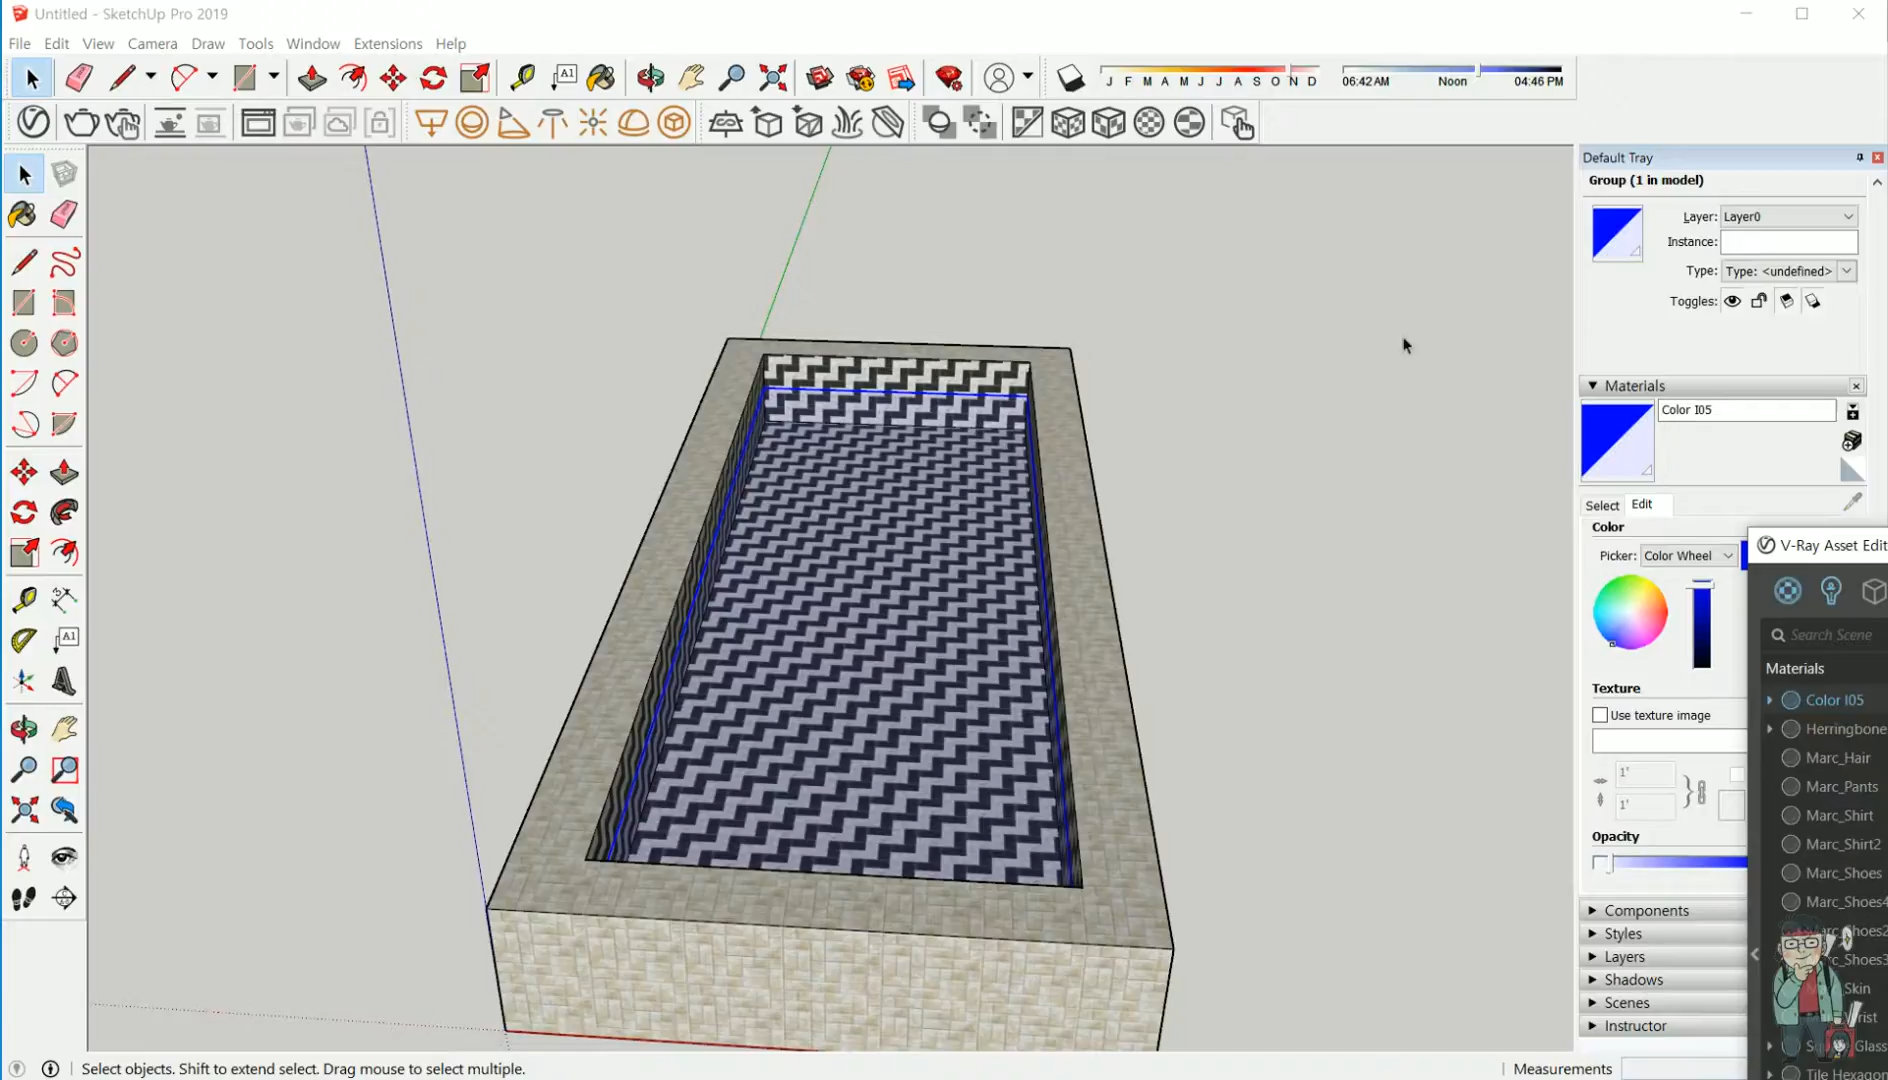 Untitled - SketchUp Pro 2019
File Edit View Camera Draw Tools Window Extensions Help
A1
J F M A M J J A S O N D
06:42 AM Noon 04:46 PM
Default Tray
Group (1 in model)
Layer: Layer0
Instance:
Type: Type: <undefined>
Toggles:
Materials
Color I05
Select Edit
Color
Picker: Color Wheel
V-Ray Asset Edit
Search Scene
Materials
Color I05
Herringbone
Marc_Hair
Marc_Pants
Marc_Shirt
Marc_Shirt2
Marc_Shoes
Marc_Shoes4
Texture
Use texture image
1'
1'
Opacity
Components
Styles
Layers
Shadows
Scenes
Instructor
Tile Hexagon
A1
Select objects. Shift to extend select. Drag mouse to select multiple.
Measurements